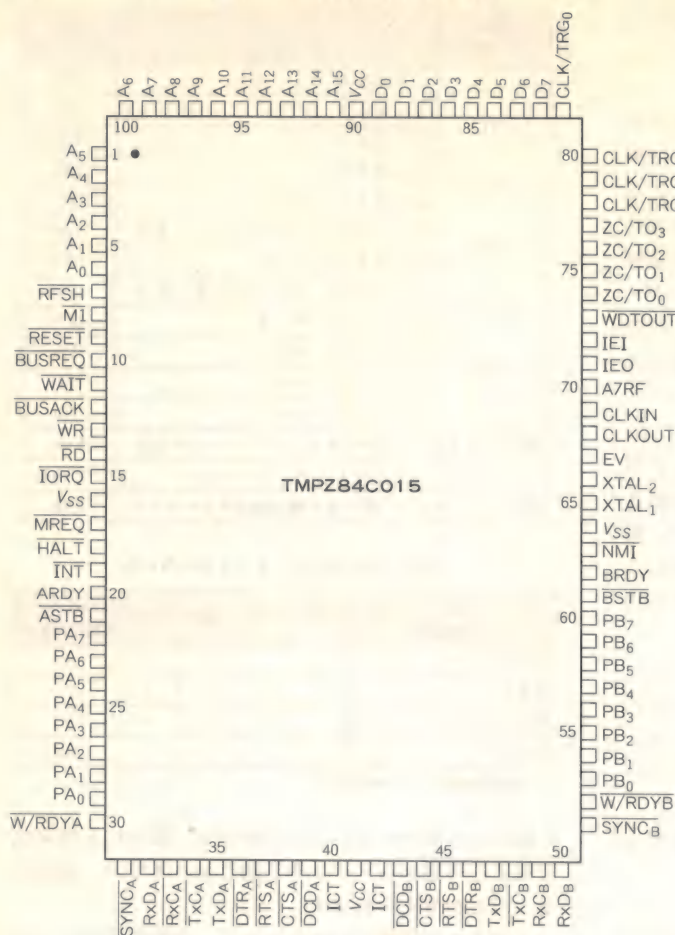 A6 A7 A8 A9 A10 A11 A12 A13 A14 A15 VCC D0 D1 D2 D3 D4 D5 D6 D7 CLK/TRG0
100 95 90 85
A5 1
A4
A3
A2
A1 5
A0
RFSH
M1
RESET
BUSREQ 10
WAIT
BUSACK
WR
RD
IORQ 15
VSS
MREQ
HALT
INT
ARDY 20
ASTB
PA7
PA6
PA5
PA4 25
PA3
PA2
PA1
PA0
W/RDYA 30
TMPZ84C015
80 CLK/TRG
CLK/TRG
CLK/TRG
ZC/TO3
ZC/TO2
75 ZC/TO1
ZC/TO0
WDTOUT
IEI
IEO
70 A7RF
CLKIN
CLKOUT
EV
XTAL2
65 XTAL1
VSS
NMI
BRDY
BSTB
60 PB7
PB6
PB5
PB4
PB3
55 PB2
PB1
PB0
W/RDYB
SYNCB
35 40 45 50
SYNCA RxDA RxCA TxCA TxDA DTRA RTSA CTSA DCDA ICT VCC ICT DCDB CTSB RTSB DTRB TxDB TxCB RxCB RxDB